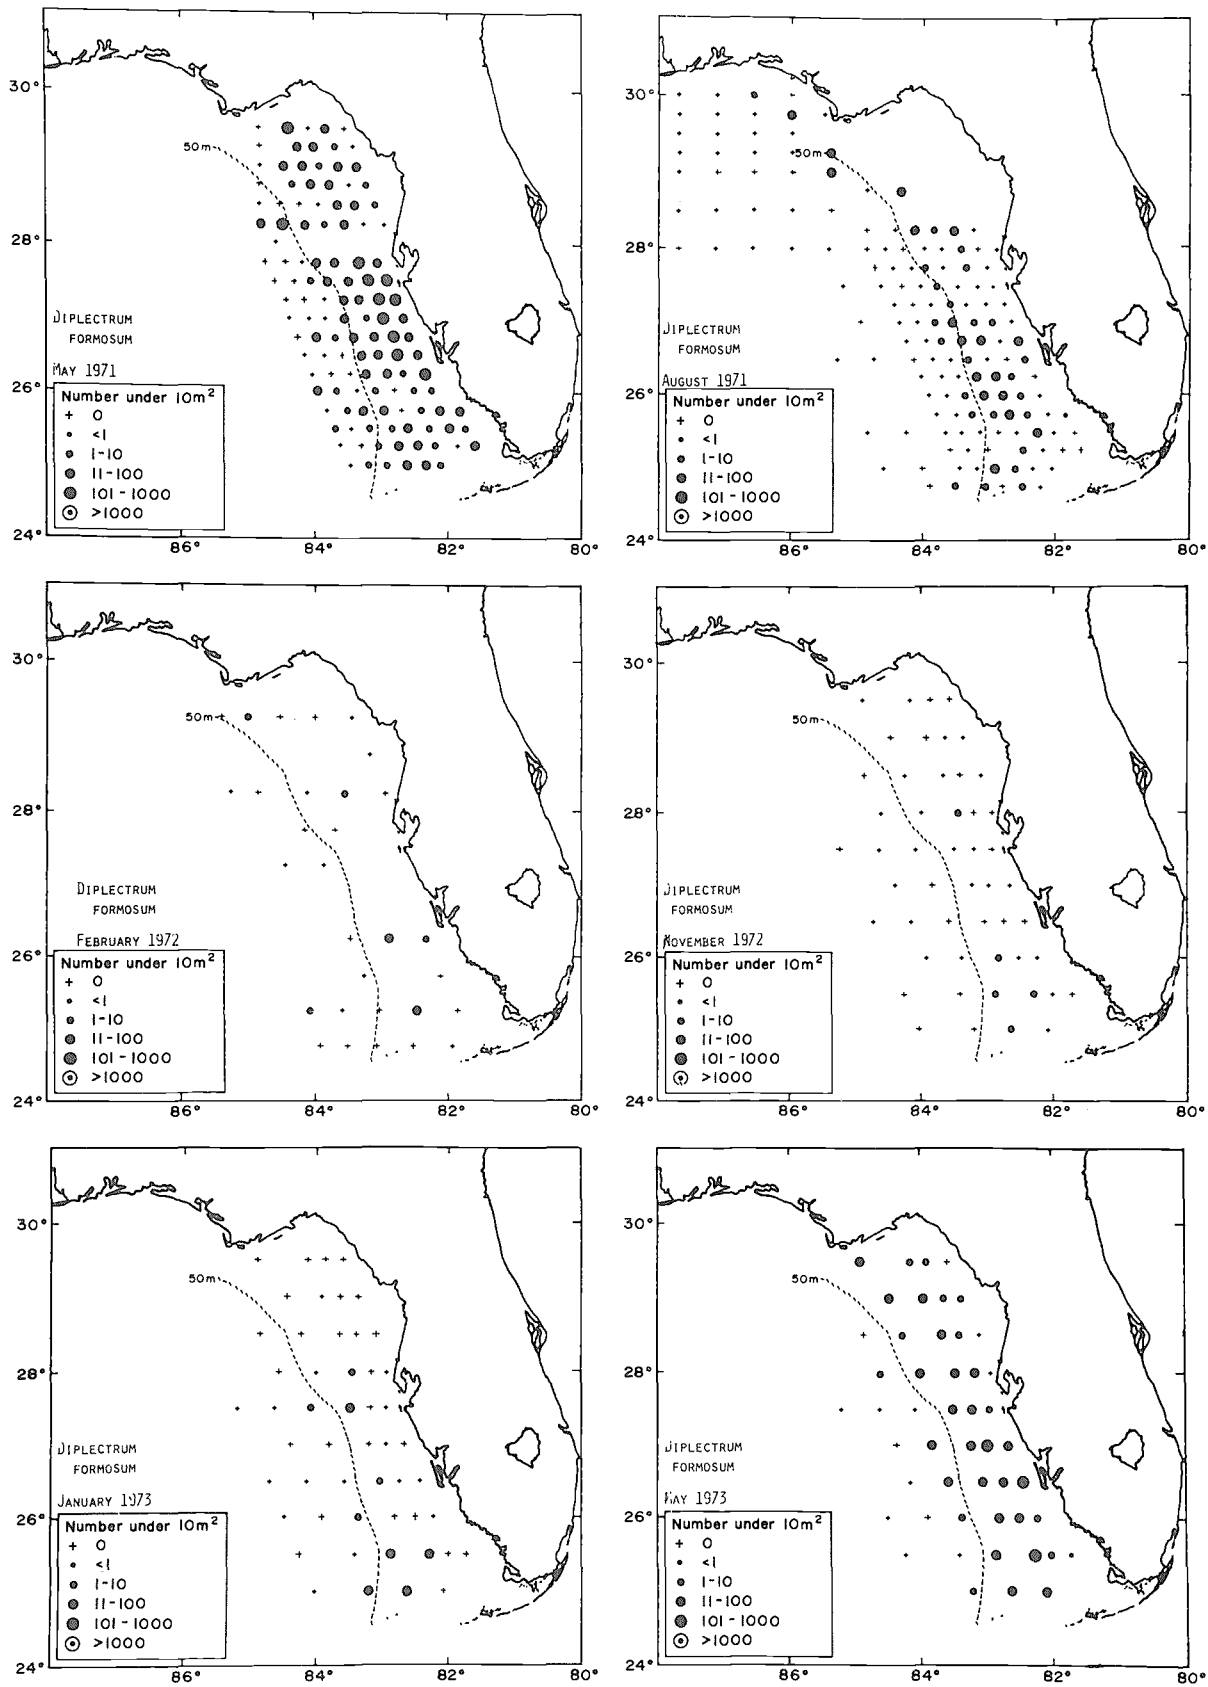 30°
50m
28°
DIPLECTRUM
FORMOSUM
MAY 1971
26°
Number under 10m²
+ 0
<1
1-10
11-100
101-1000
>1000
24°
86°
84°
82°
80°
30°
50m
28°
DIPLECTRUM
FORMOSUM
AUGUST 1971
26°
Number under 10m²
+ 0
<1
1-10
11-100
101-1000
>1000
24°
86°
84°
82°
80°
30°
50m
28°
DIPLECTRUM
FORMOSUM
FEBRUARY 1972
26°
Number under 10m²
+ 0
<1
1-10
11-100
101-1000
>1000
24°
86°
84°
82°
80°
30°
50m
28°
DIPLECTRUM
FORMOSUM
NOVEMBER 1972
26°
Number under 10m²
+ 0
<1
1-10
11-100
101-1000
>1000
24°
86°
84°
82°
80°
30°
50m
28°
DIPLECTRUM
FORMOSUM
JANUARY 1973
26°
Number under 10m²
+ 0
<1
1-10
11-100
101-1000
>1000
24°
86°
84°
82°
80°
30°
50m
28°
DIPLECTRUM
FORMOSUM
MAY 1973
26°
Number under 10m²
+ 0
<1
1-10
11-100
101-1000
>1000
24°
86°
84°
82°
80°